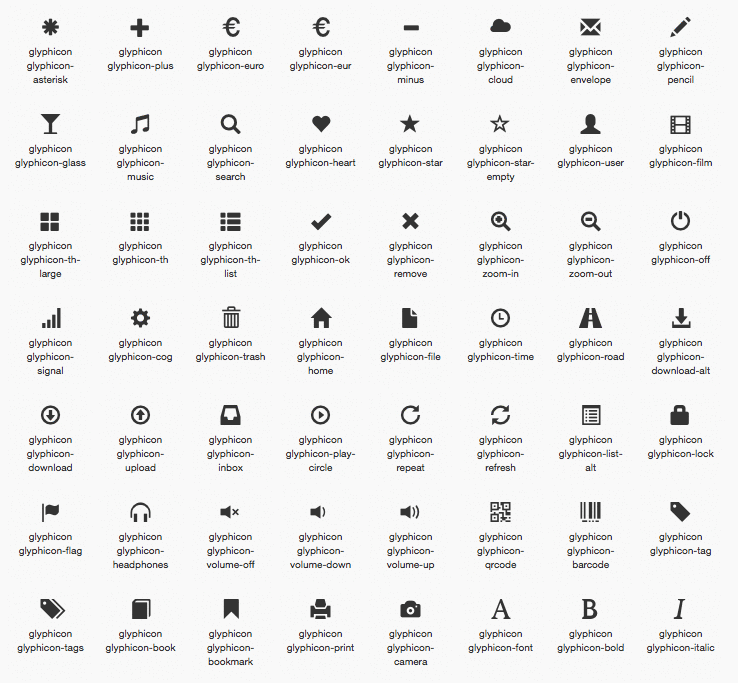 glyphicon glyphicon glyphicon glyphicon glyphicon glyphicon glyphicon glyphicon
glyphicon- glyphicon-plus glyphicon-euro glyphicon-eur glyphicon- glyphicon- glyphicon- glyphicon-
asterisk minus cloud envelope pencil
glyphicon glyphicon glyphicon glyphicon glyphicon glyphicon glyphicon glyphicon
glyphicon-glass glyphicon- glyphicon- glyphicon-heart glyphicon-star glyphicon-star- glyphicon-user glyphicon-film
music search empty
glyphicon glyphicon glyphicon glyphicon glyphicon glyphicon glyphicon glyphicon
glyphicon-th- glyphicon-th glyphicon-th- glyphicon-ok glyphicon- glyphicon- glyphicon- glyphicon-off
large list remove zoom-in zoom-out
glyphicon glyphicon glyphicon glyphicon glyphicon glyphicon glyphicon glyphicon
glyphicon- glyphicon-cog glyphicon-trash glyphicon- glyphicon-file glyphicon-time glyphicon-road glyphicon-
signal home download-alt
glyphicon glyphicon glyphicon glyphicon glyphicon glyphicon glyphicon glyphicon
glyphicon- glyphicon- glyphicon- glyphicon-play- glyphicon- glyphicon- glyphicon-list- glyphicon-lock
download upload inbox circle repeat refresh alt
glyphicon glyphicon glyphicon glyphicon glyphicon glyphicon glyphicon glyphicon
glyphicon-flag glyphicon- glyphicon- glyphicon- glyphicon- glyphicon- glyphicon- glyphicon-tag
headphones volume-off volume-down volume-up qrcode barcode
glyphicon glyphicon glyphicon glyphicon glyphicon glyphicon glyphicon glyphicon
glyphicon-tags glyphicon-book glyphicon- glyphicon-print glyphicon- glyphicon-font glyphicon-bold glyphicon-italic
bookmark camera